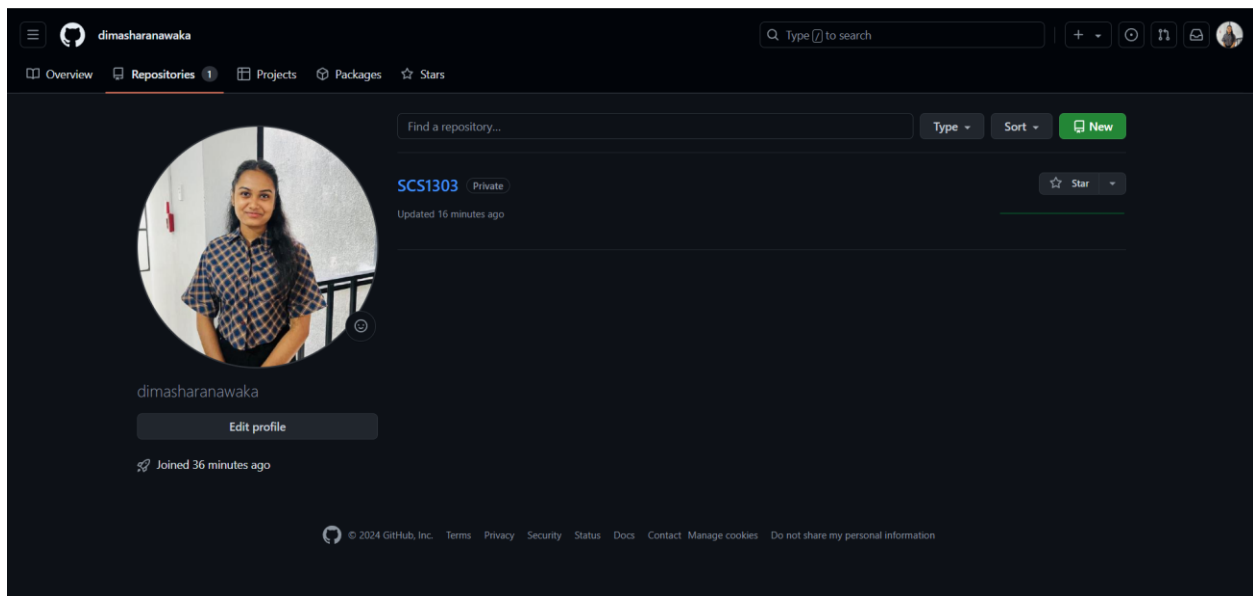 dimasharanawaka
Type / to search
Overview Repositories 1 Projects Packages Stars
Find a repository... Type Sort New
SCS1303 Private Star
Updated 16 minutes ago
dimasharanawaka
Edit profile
Joined 36 minutes ago
© 2024 GitHub, Inc. Terms Privacy Security Status Docs Contact Manage cookies Do not share my personal information